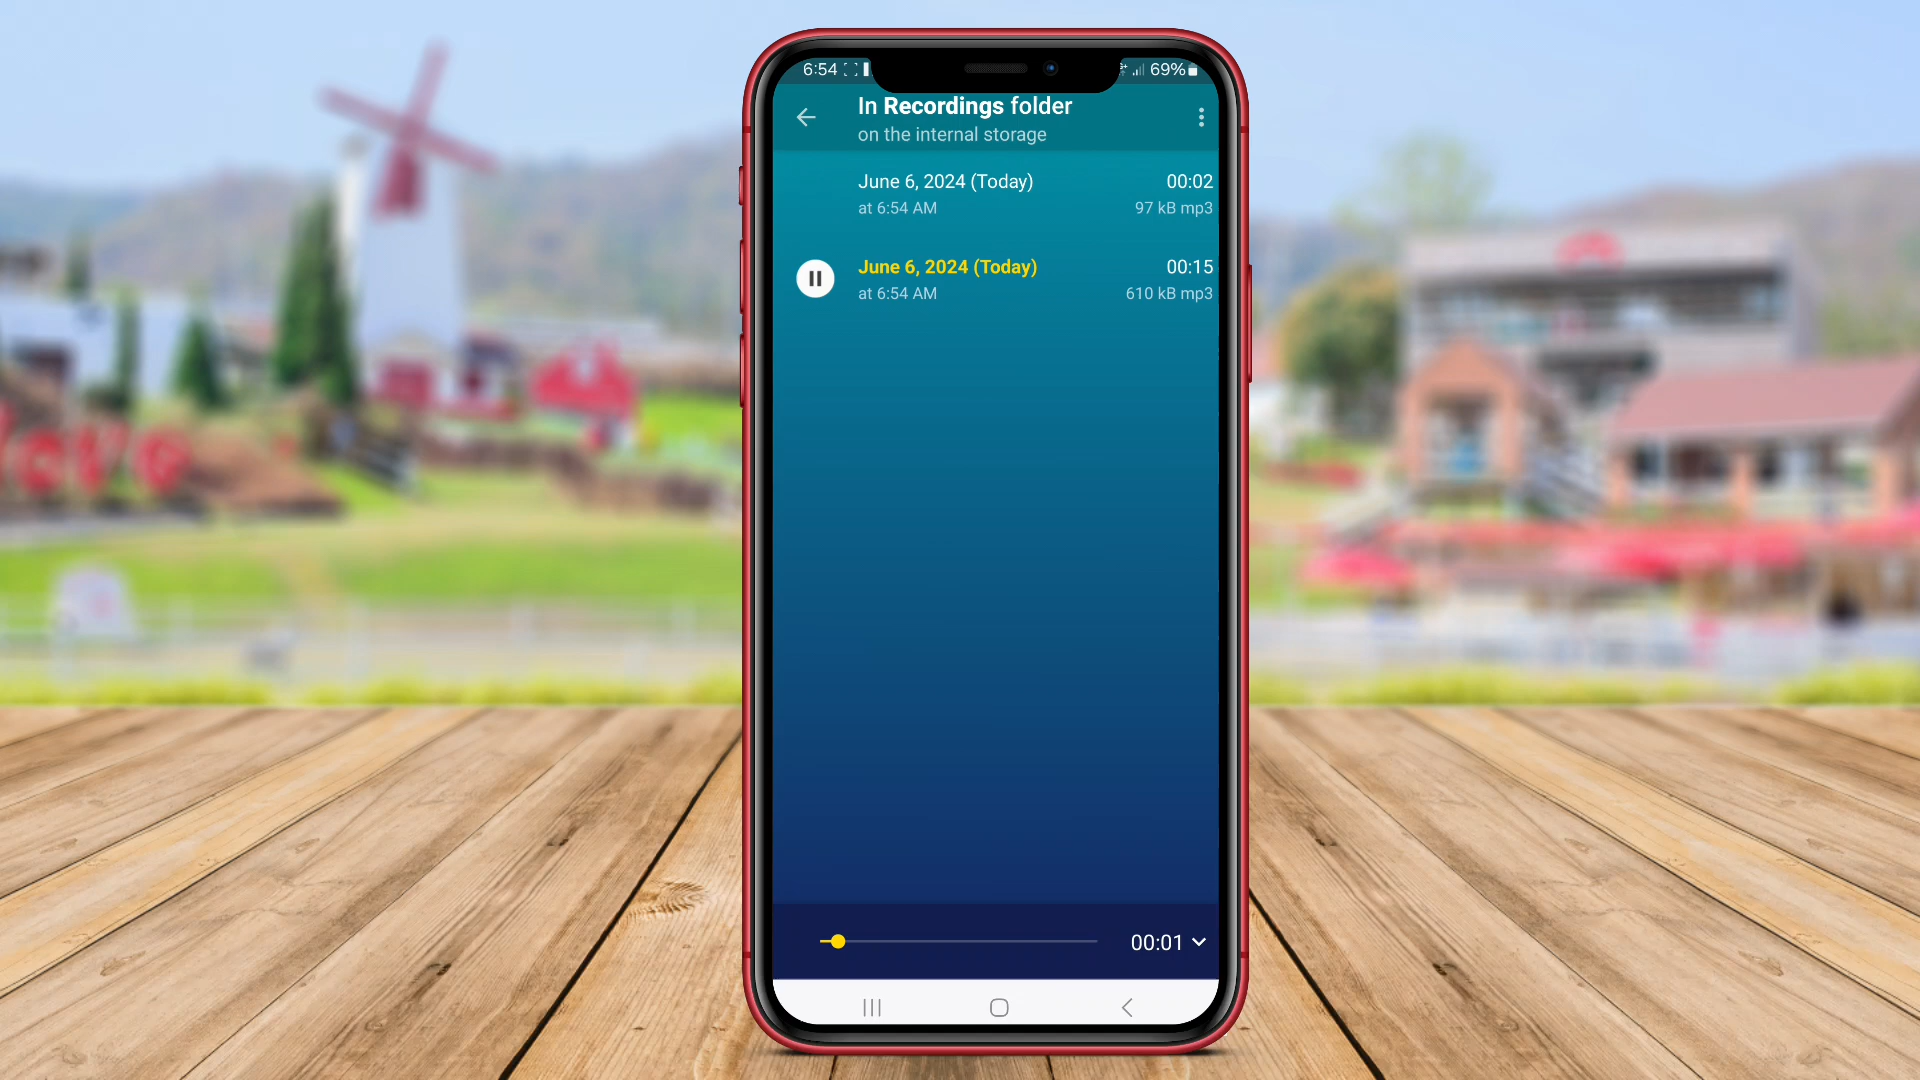 6:54
69%
In Recordings folder
on the internal storage
June 6, 2024 (Today) 00:02
at 6:54 AM 97 kB mp3
June 6, 2024 (Today) 00:15
at 6:54 AM 610 kB mp3
00:01